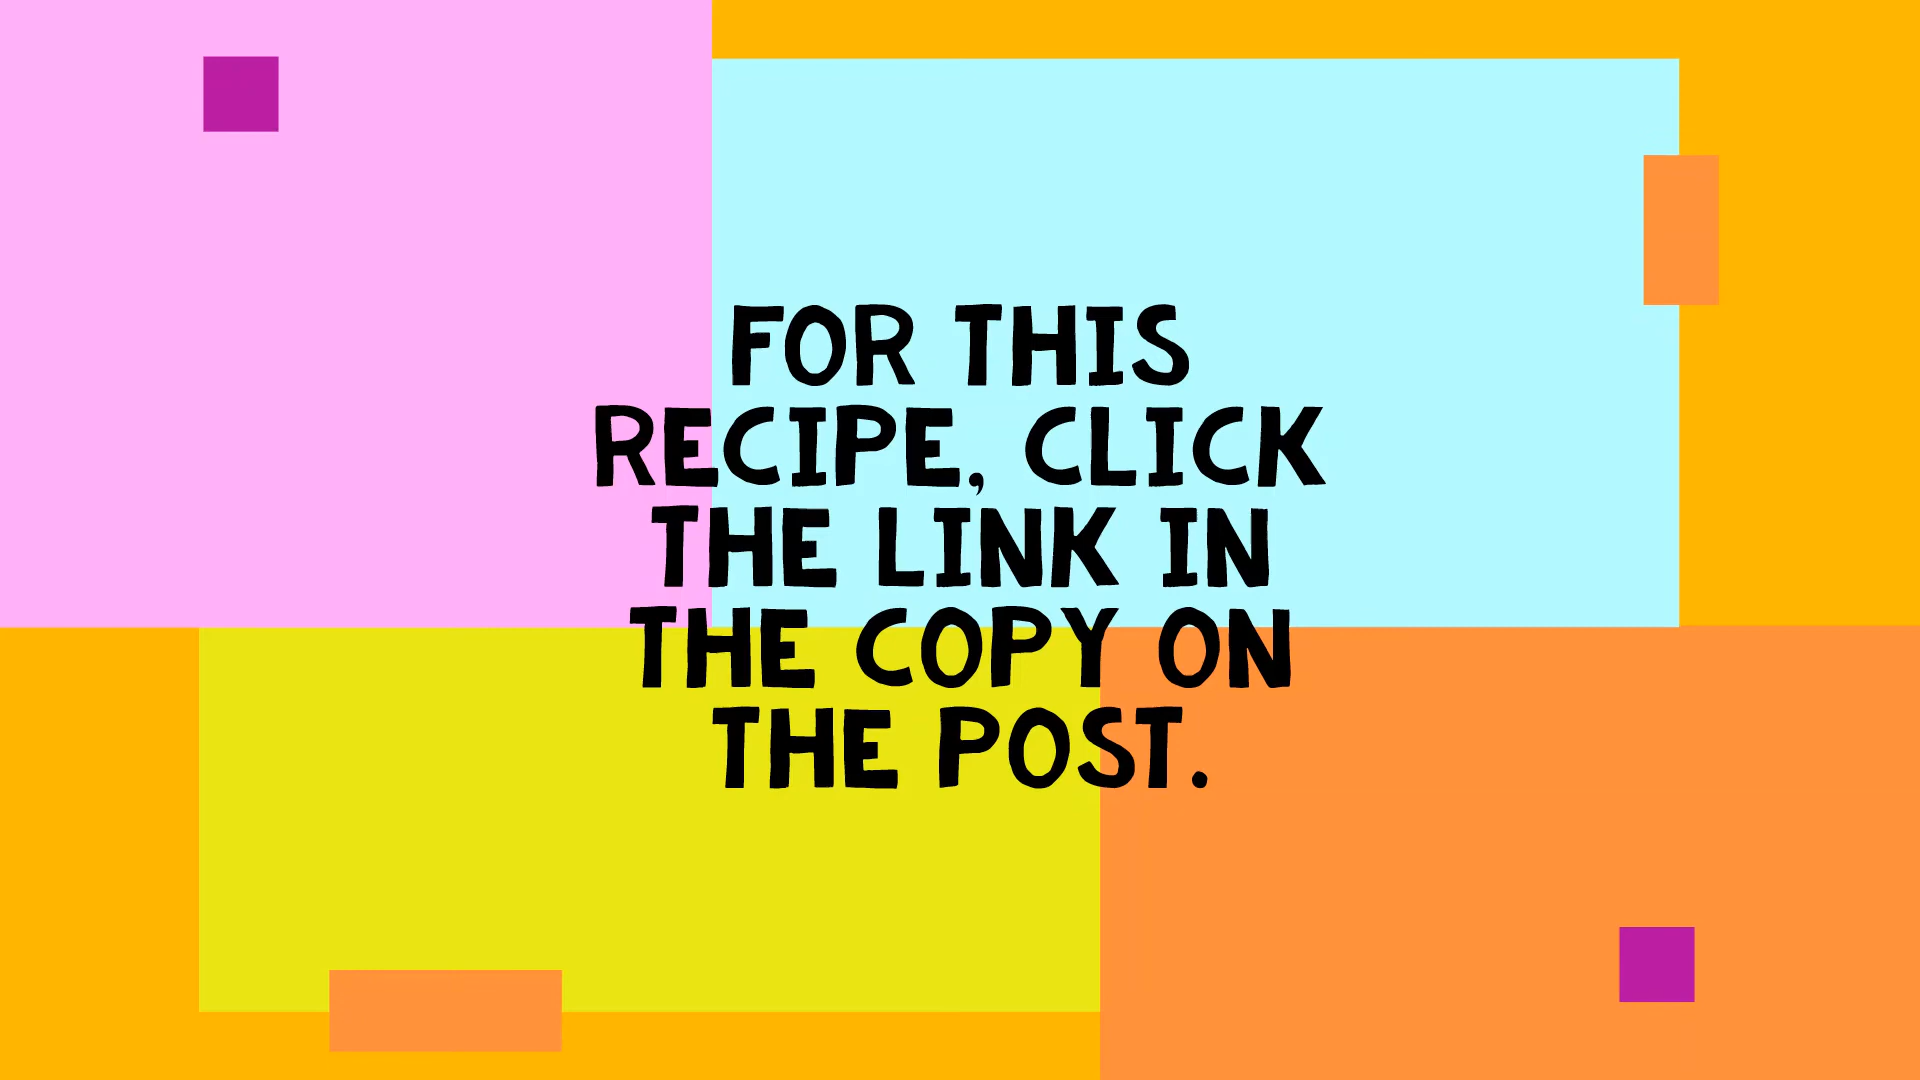 FOR THIS
RECIPE, CLICK
THE LINK IN
THE COPY ON
THE POST.